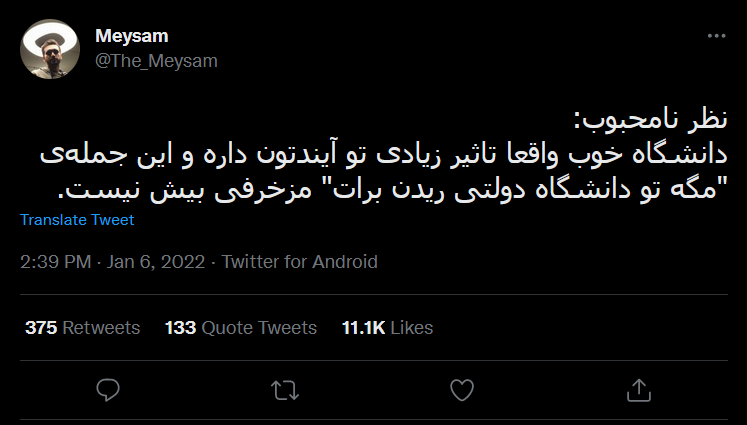 Meysam
@The_Meysam
نظر نامحبوب:
دانشگاه خوب واقعا تاثیر زیادی تو آیندتون داره و این جمله‌ی
"مگه تو دانشگاه دولتی ریدن برات" مزخرفی بیش نیست.
Translate Tweet
2:39 PM · Jan 6, 2022 · Twitter for Android
375 Retweets 133 Quote Tweets 11.1K Likes